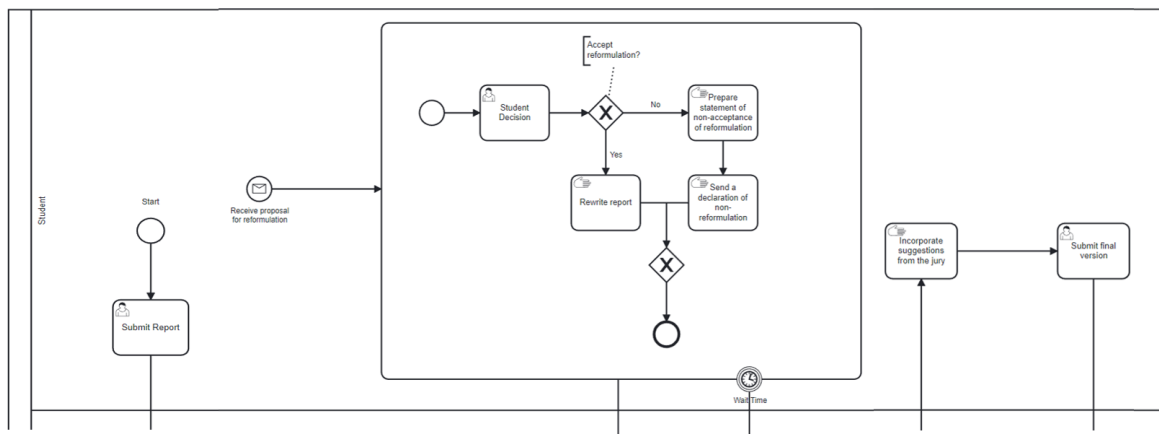 Accept
reformulation?
Student
Decision
No
Prepare
statement of
non-acceptance
of reformulation
Yes
Student
Start
Receive proposal
for reformulation
Rewrite report
Send a
declaration of
non-
reformulation
Incorporate
suggestions
from the jury
Submit final
version
Submit Report
Wait Time